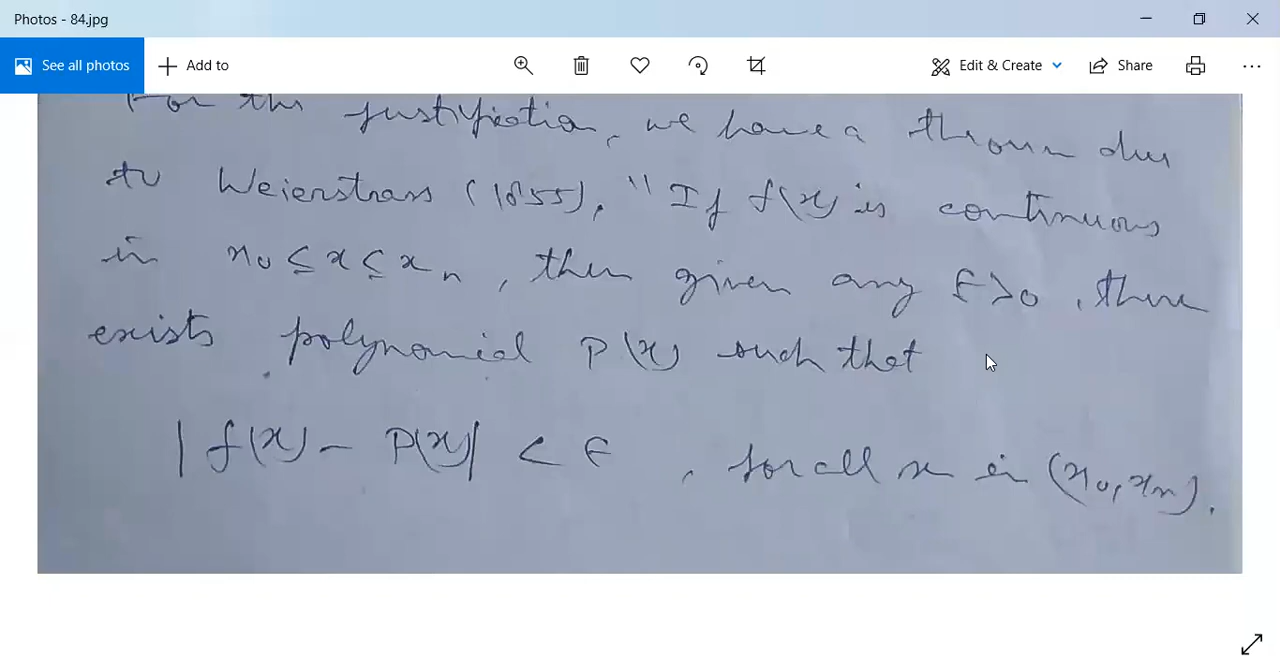 Photos - 84.jpg
See all photos
Add to
Edit & Create
Share
For the justifiction, we have a theorem due
to Weierstrass (1855), "If f(x) is continuous
in x₀ ≤ x ≤ xₙ, then given any ϵ>0, there
exists polynomial P(x) such that
|f(x) - P(x)| < ϵ, for all x in (x₀, xₙ).